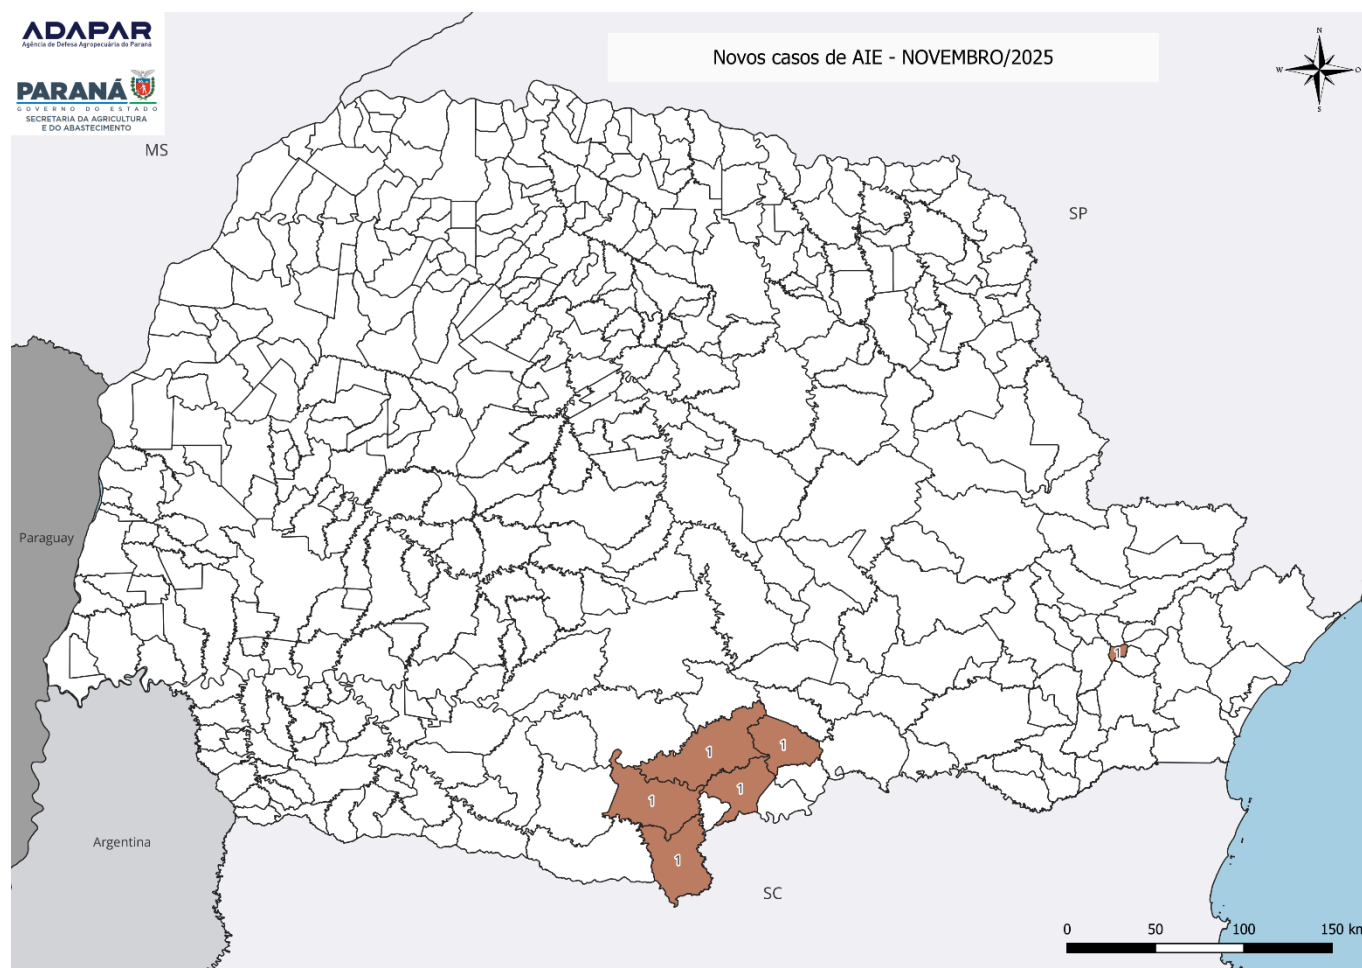 ADAPAR
Agência de Defesa Agropecuária do Paraná
PARANÁ
GOVERNO DO ESTADO
SECRETARIA DA AGRICULTURA
E DO ABASTECIMENTO
Novos casos de AIE - NOVEMBRO/2025
N
W
O
S
MS
SP
Paraguay
1
1
1
1
1
1
Argentina
SC
0 50 100 150 km